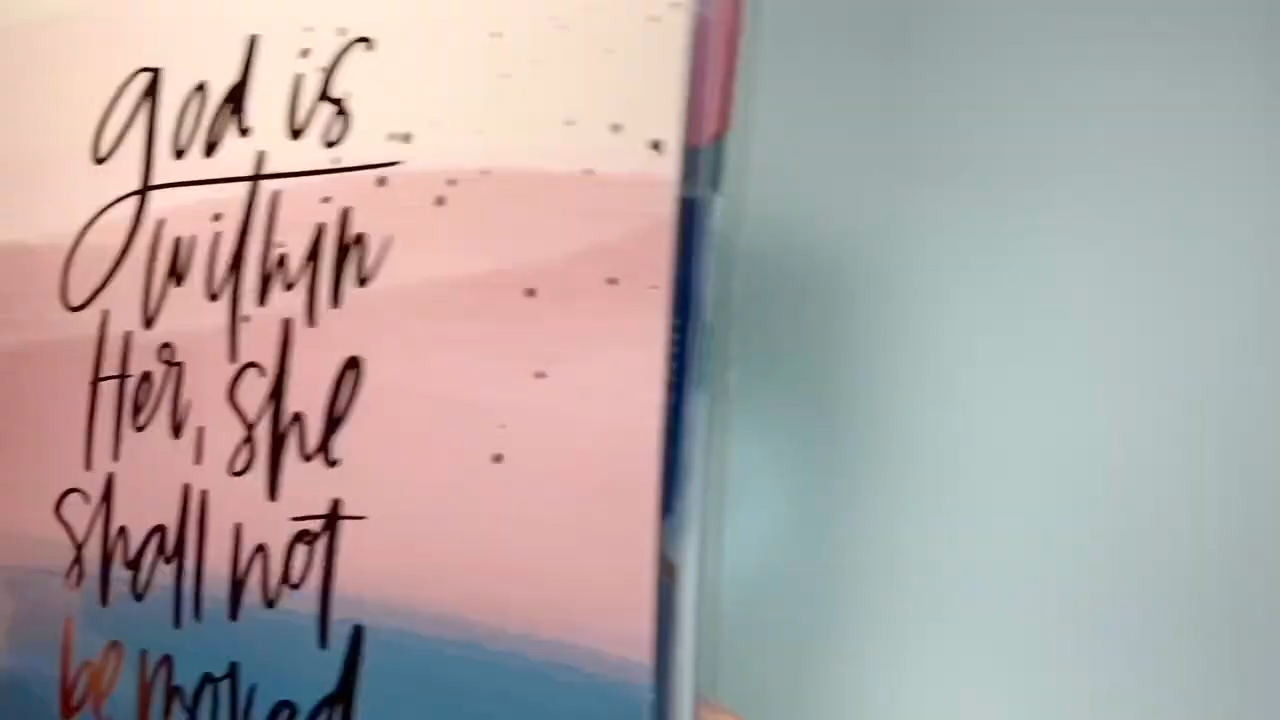 god is
within
Her, she
shall not
be moved